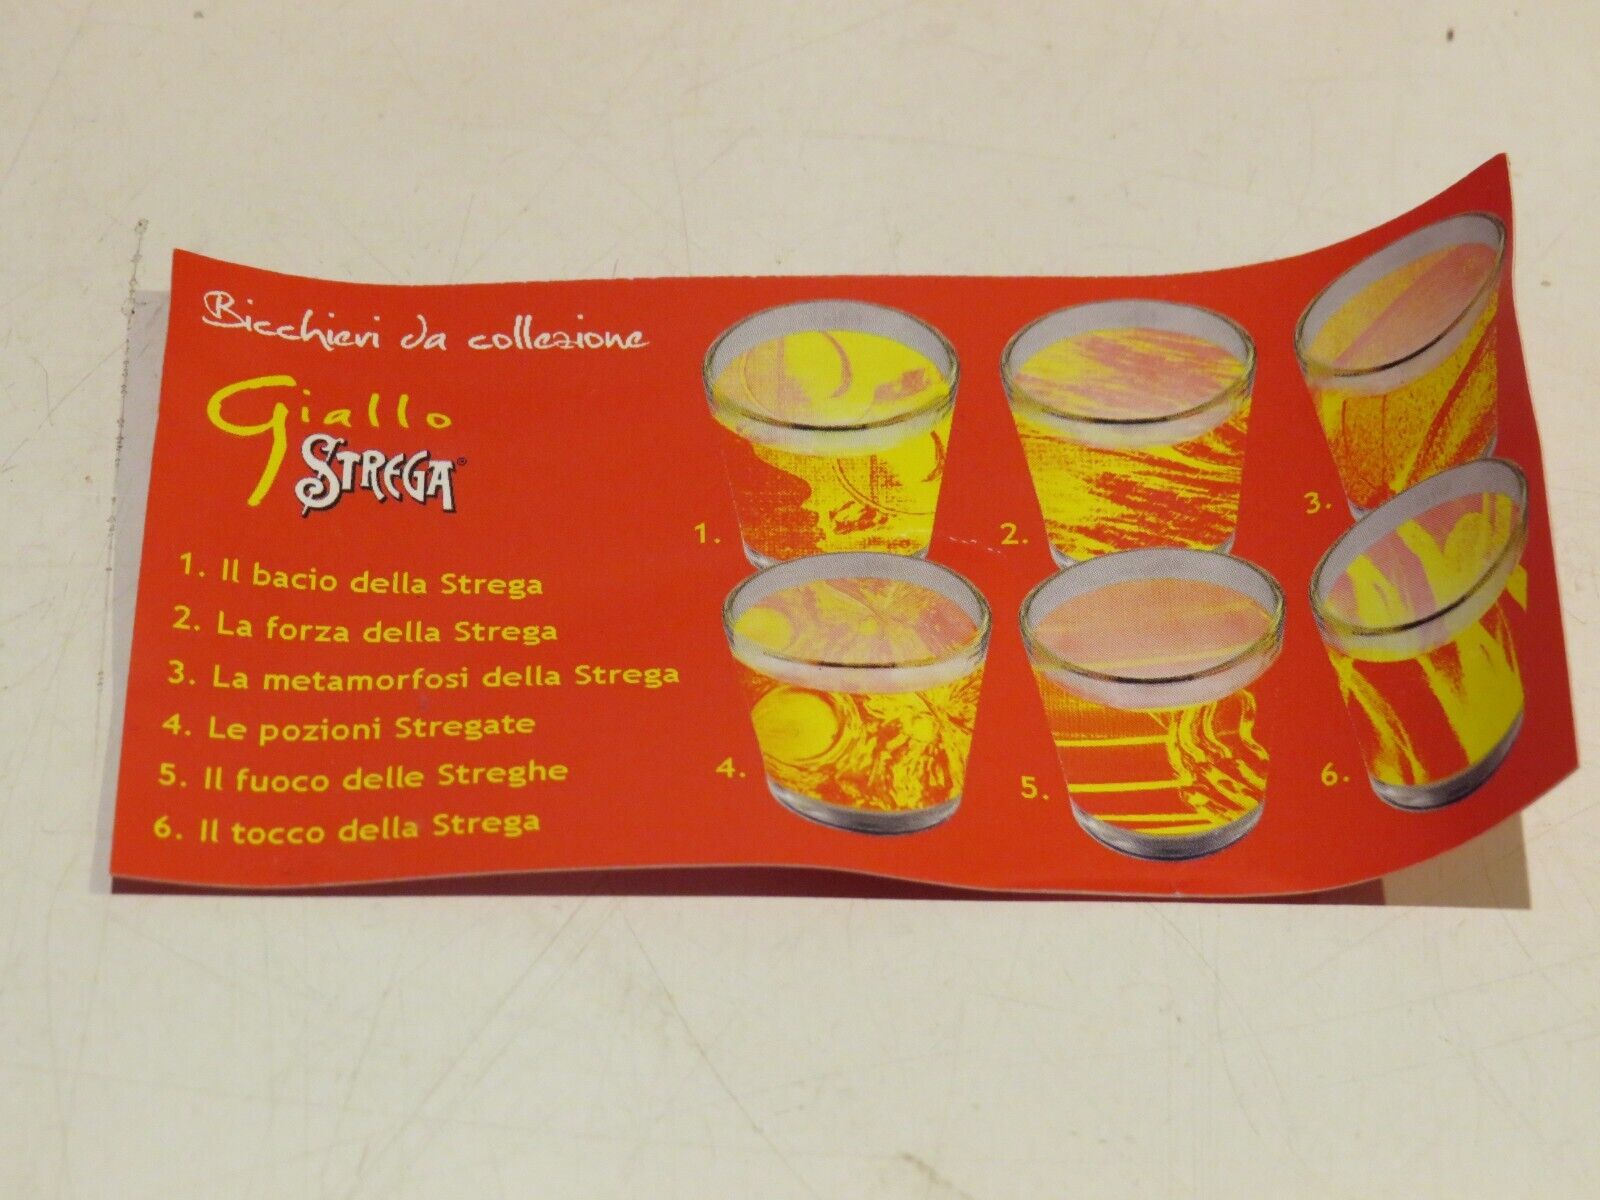 Bicchieri da collezione
Giallo
STREGA®
1. Il bacio della Strega
2. La forza della Strega
3. La metamorfosi della Strega
4. Le pozioni Stregate
5. Il fuoco delle Streghe
6. Il tocco della Strega
1.
2.
3.
4.
5.
6.